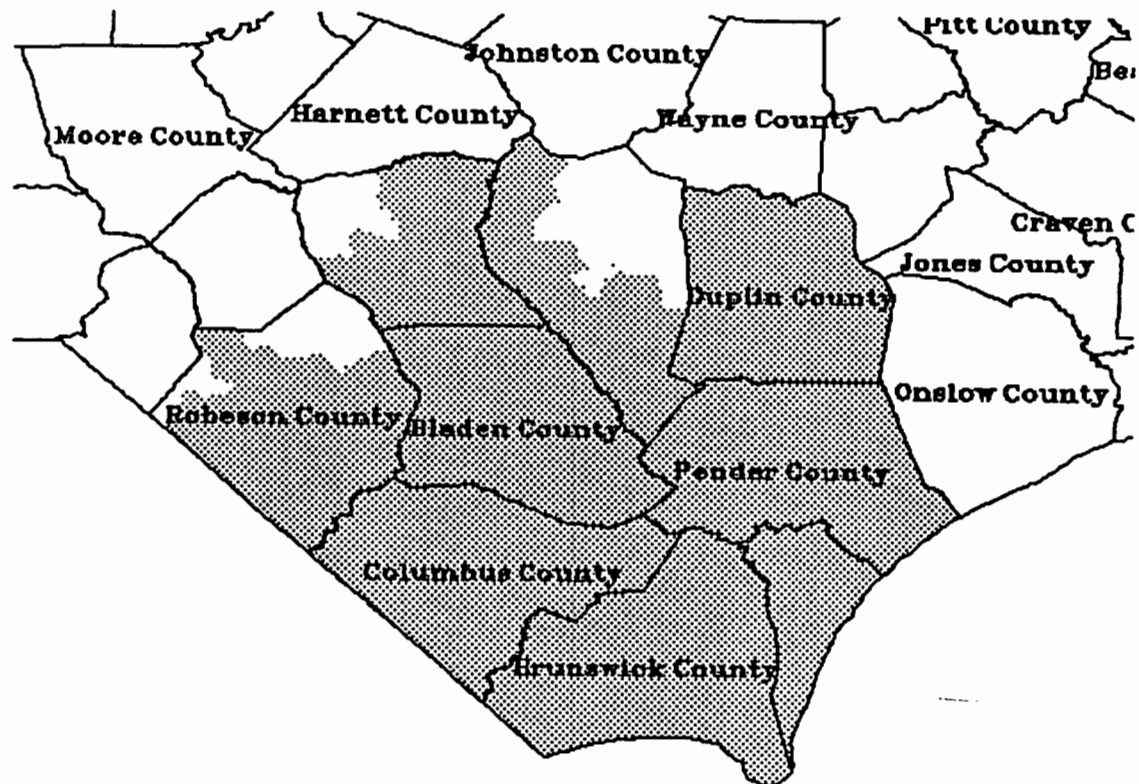 Pitt County
Johnston County
Harnett County
Wayne County
Moore County
Craven C
Jones County
Duplin County
Onslow County
Robeson County
Bladen County
Pender County
Columbus County
Brunswick County